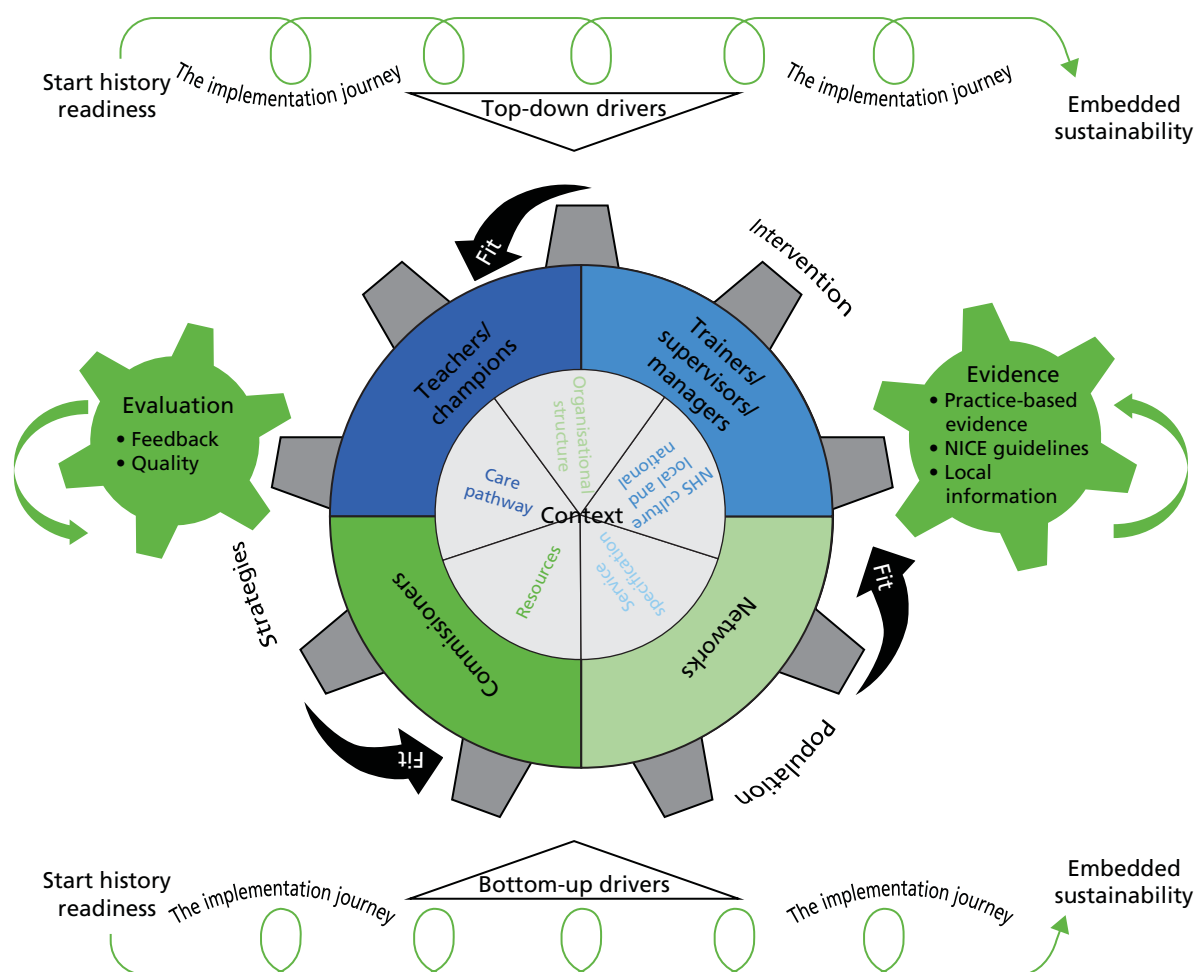 Start history
readiness
The implementation journey
Top-down drivers
The implementation journey
Embedded
sustainability
Fit
Intervention
Teachers/
champions
Trainers/
supervisors/
managers
Evaluation
• Feedback
• Quality
Evidence
• Practice-based
evidence
• NICE guidelines
• Local
information
Organisational
structure
NHS culture
local and
national
Care
pathway
Context
Resources
Service
specification
Strategies
Commissioners
Networks
Fit
Fit
Population
Start history
readiness
The implementation journey
Bottom-up drivers
The implementation journey
Embedded
sustainability